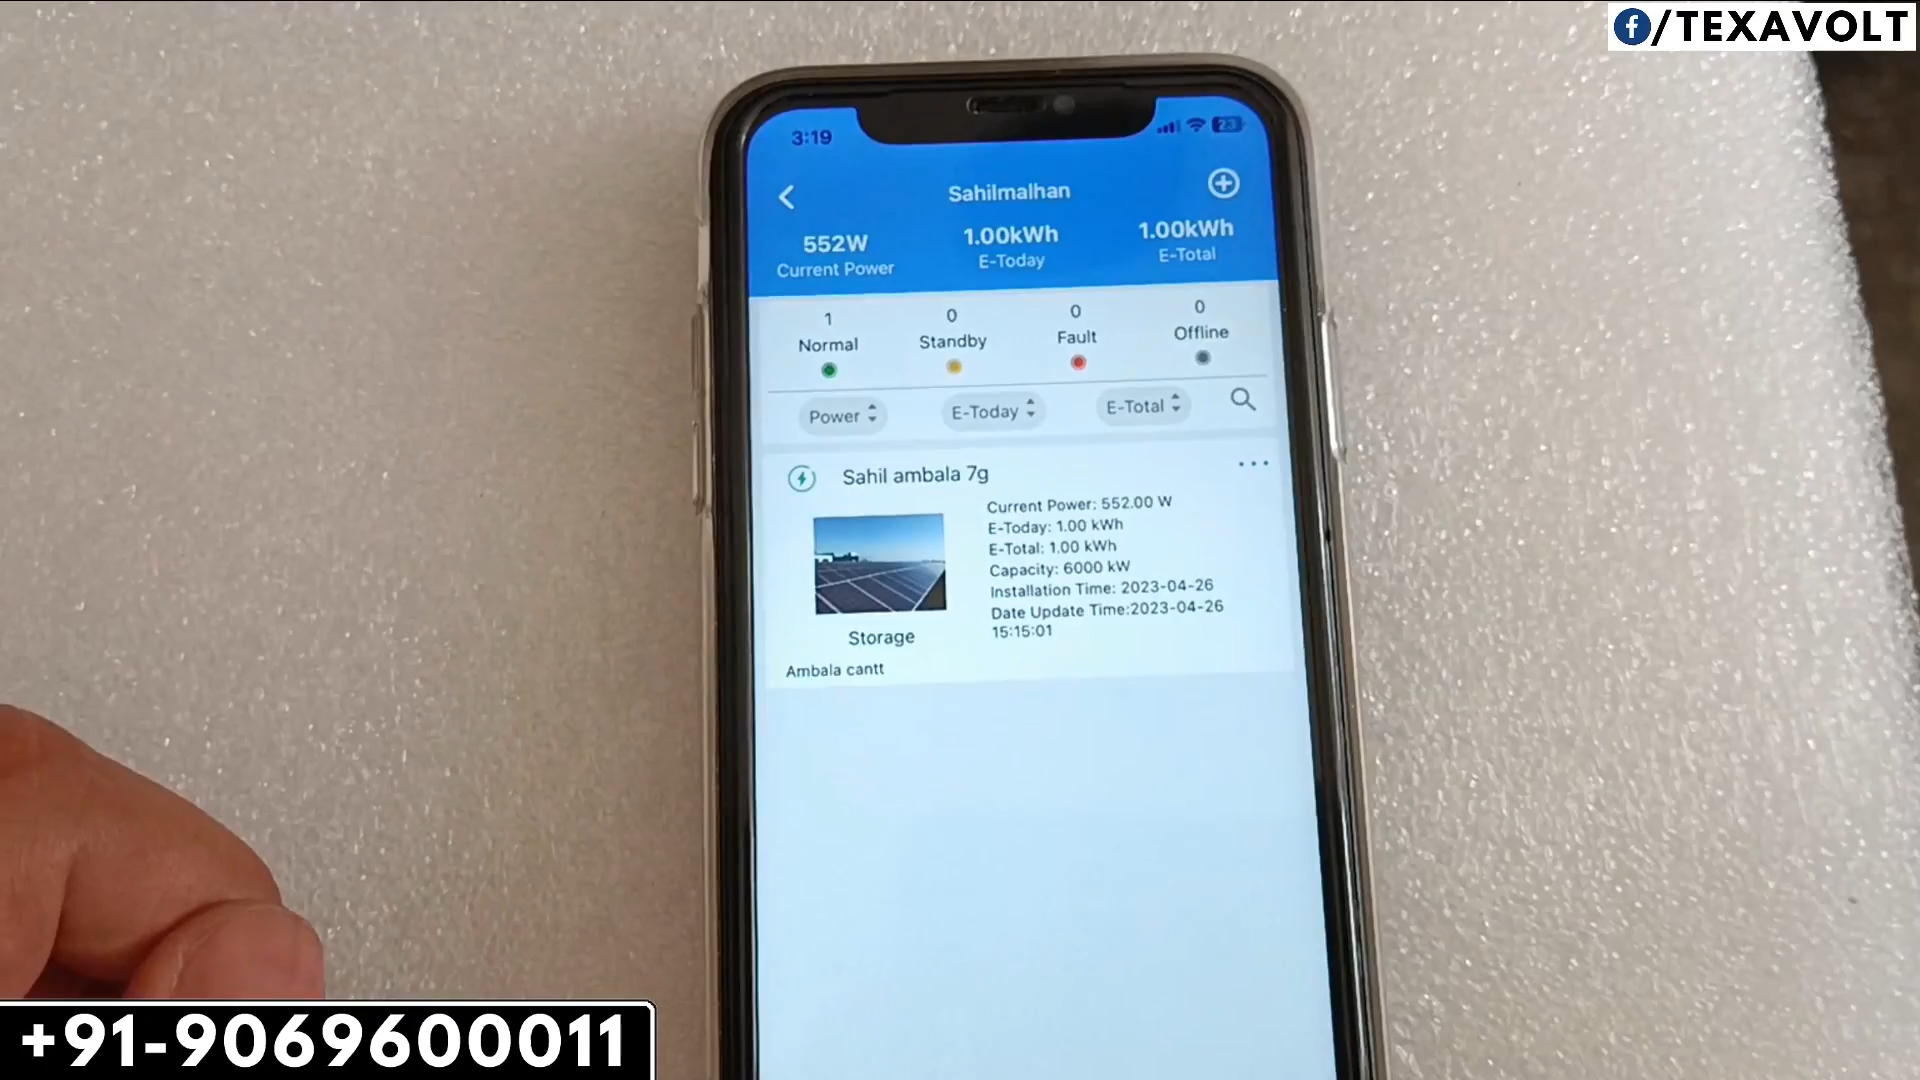 /TEXAVOLT
3:19
23
Sahilmalhan
552W
Current Power
1.00kWh
E-Today
1.00kWh
E-Total
1
Normal
0
Standby
0
Fault
0
Offline
Power
E-Today
E-Total
Sahil ambala 7g
Current Power: 552.00 W
E-Today: 1.00 kWh
E-Total: 1.00 kWh
Capacity: 6000 kW
Installation Time: 2023-04-26
Date Update Time:2023-04-26
15:15:01
Storage
Ambala cantt
+91-9069600011